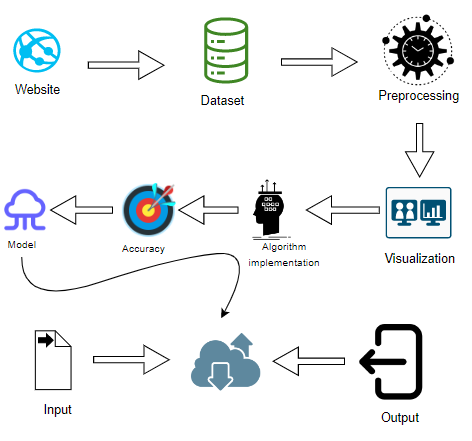 Website
Dataset
Preprocessing
Model
Accuracy
Algorithm
implementation
Visualization
Input
Output